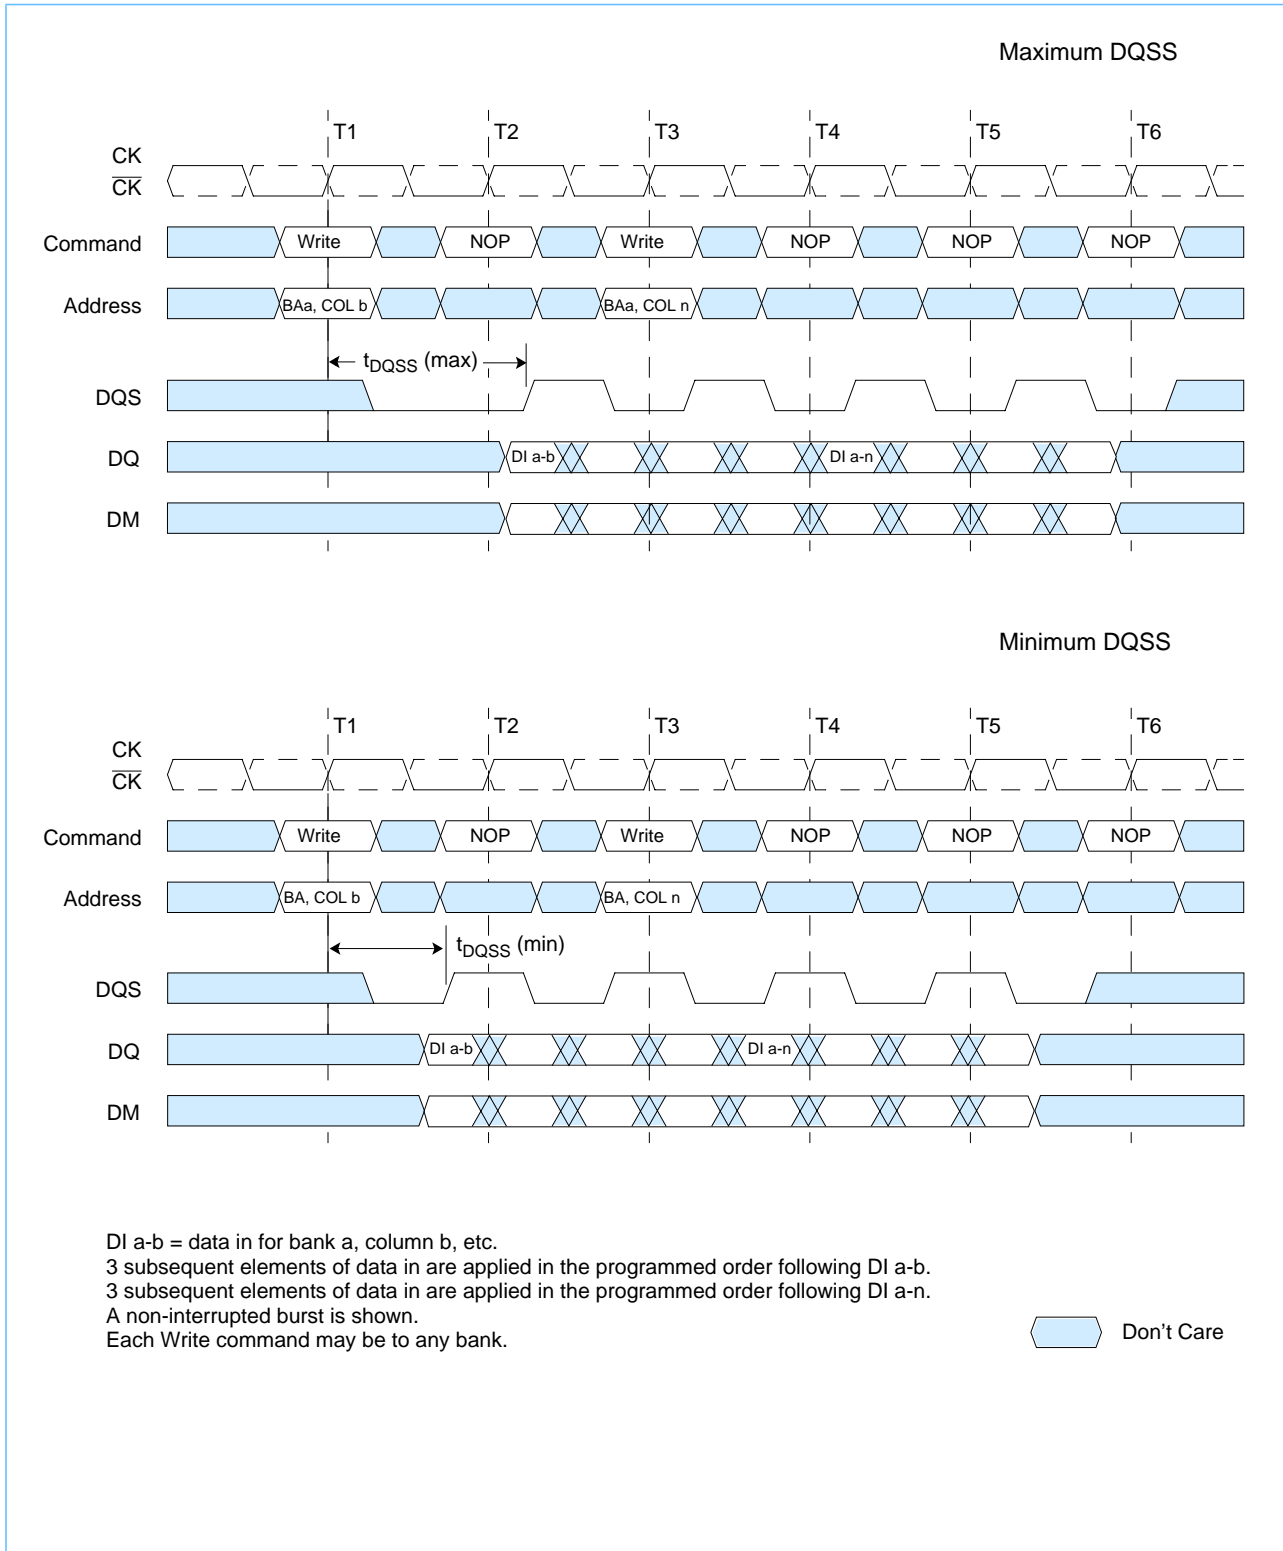 Maximum DQSS
T1 T2 T3 T4 T5 T6
CK
CK
Command Write NOP Write NOP NOP NOP
Address BAa, COL b BAa, COL n
tDQSS (max)
DQS
DQ DI a-b DI a-n
DM
Minimum DQSS
T1 T2 T3 T4 T5 T6
CK
CK
Command Write NOP Write NOP NOP NOP
Address BA, COL b BA, COL n
tDQSS (min)
DQS
DQ DI a-b DI a-n
DM
DI a-b = data in for bank a, column b, etc.
3 subsequent elements of data in are applied in the programmed order following DI a-b.
3 subsequent elements of data in are applied in the programmed order following DI a-n.
A non-interrupted burst is shown.
Each Write command may be to any bank.
Don't Care